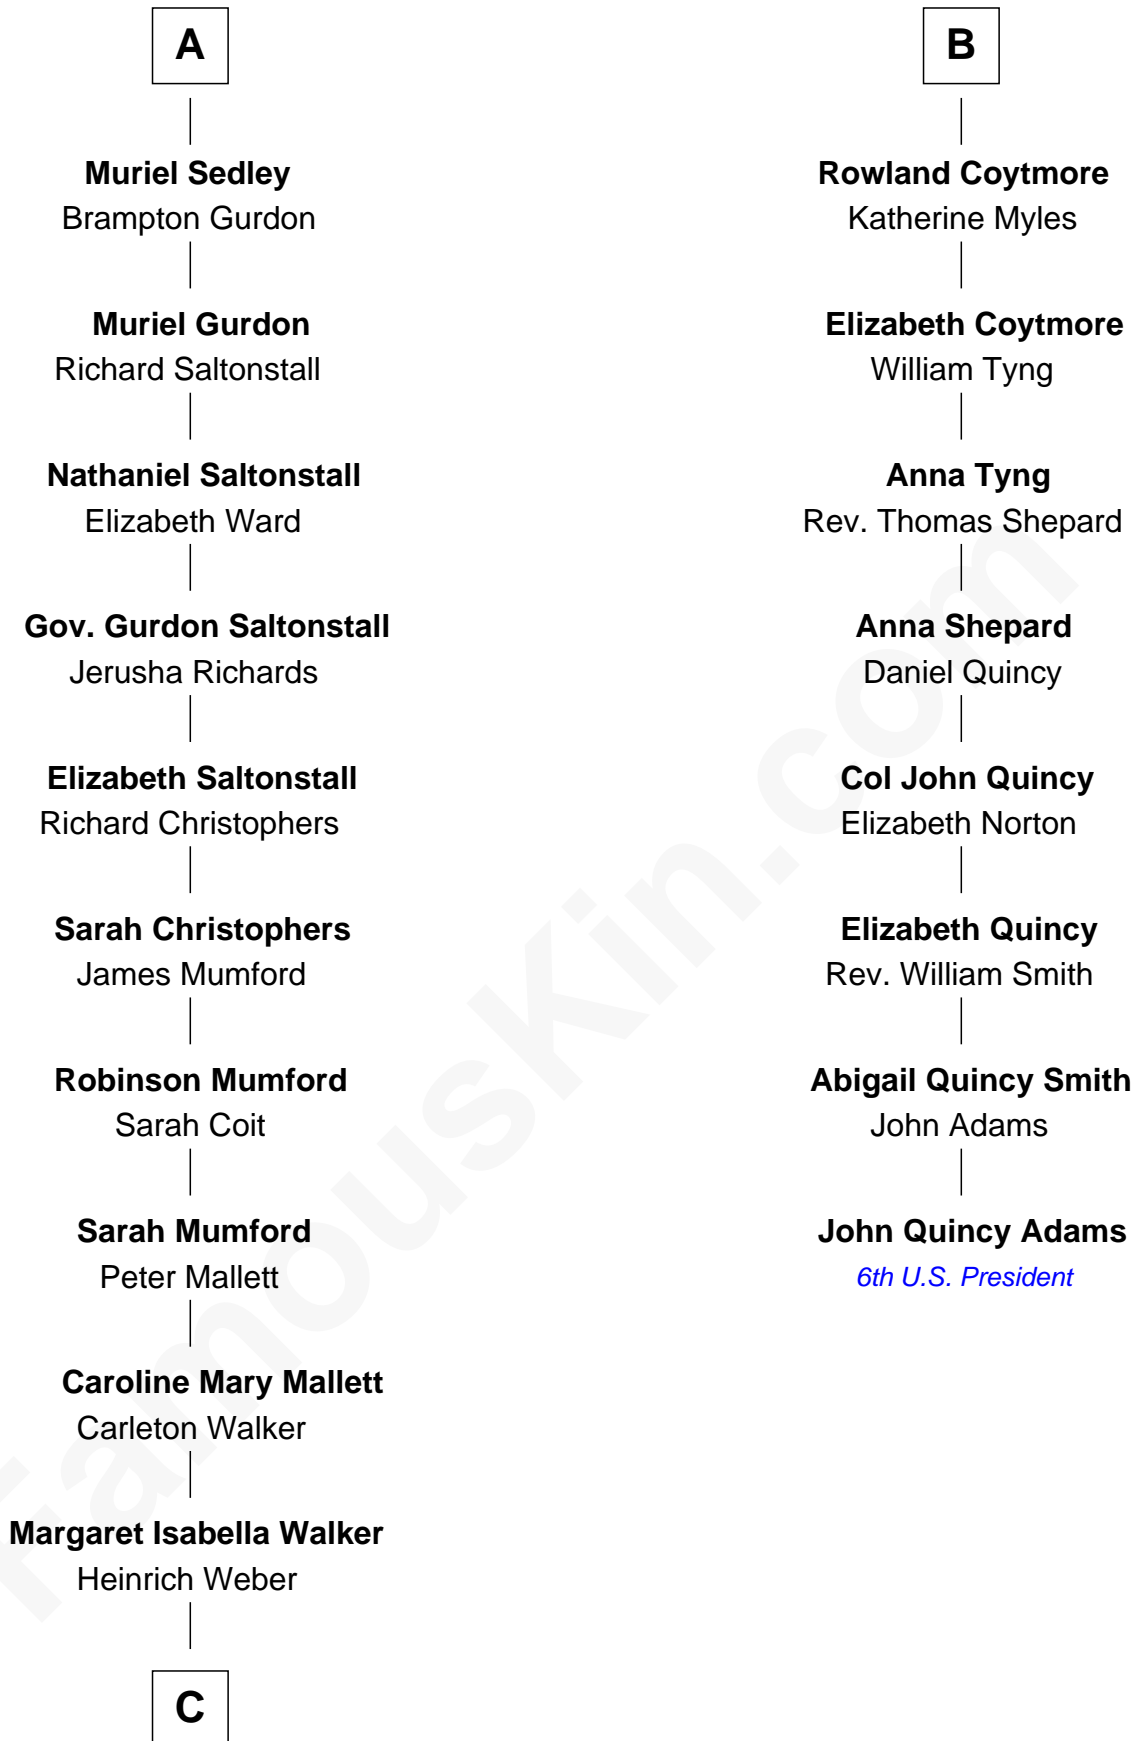 A
Muriel Sedley
Brampton Gurdon
Muriel Gurdon
Richard Saltonstall
Nathaniel Saltonstall
Elizabeth Ward
Gov. Gurdon Saltonstall
Jerusha Richards
Elizabeth Saltonstall
Richard Christophers
Sarah Christophers
James Mumford
Robinson Mumford
Sarah Coit
Sarah Mumford
Peter Mallett
Caroline Mary Mallett
Carleton Walker
Margaret Isabella Walker
Heinrich Weber
C
B
Rowland Coytmore
Katherine Myles
Elizabeth Coytmore
William Tyng
Anna Tyng
Rev. Thomas Shepard
Anna Shepard
Daniel Quincy
Col John Quincy
Elizabeth Norton
Elizabeth Quincy
Rev. William Smith
Abigail Quincy Smith
John Adams
John Quincy Adams
6th U.S. President
FamousKin.com